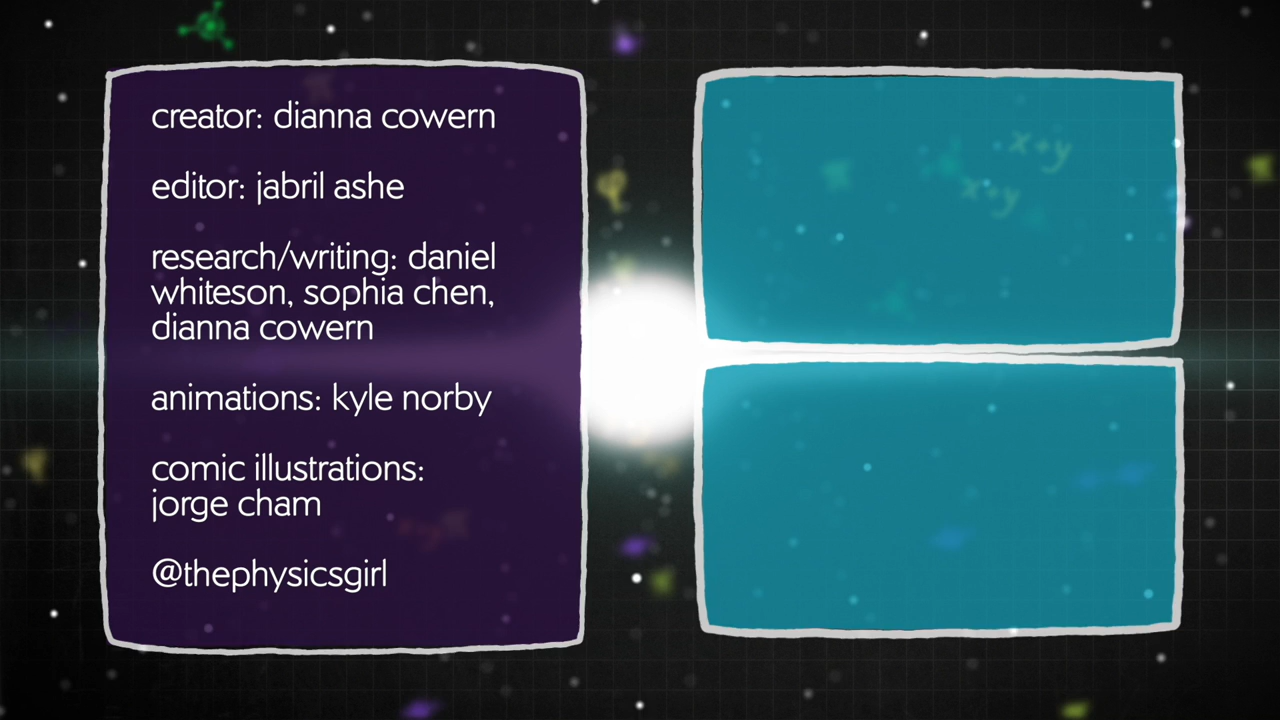 creator: dianna cowern
editor: jabril ashe
research/writing: daniel
whiteson, sophia chen,
dianna cowern
animations: kyle norby
comic illustrations:
jorge cham
@thephysicsgirl
x+y
x+y